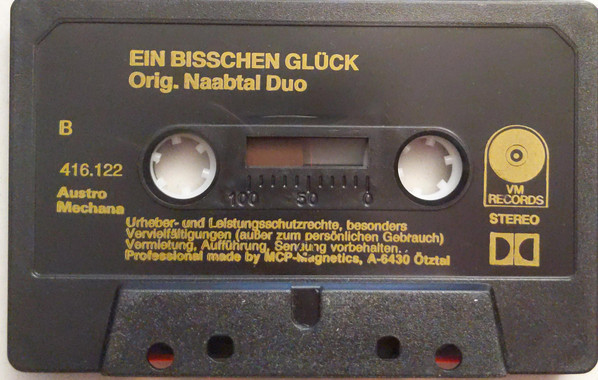 EIN BISSCHEN GLÜCK
Orig. Naabtal Duo
B
416.122
Austro
Mechana
100 50 0
VM
RECORDS
STEREO
Urheber- und Leistungsschutzrechte, besonders
Vervielfältigungen (außer zum persönlichen Gebrauch)
Vermietung, Aufführung, Sendung vorbehalten.
Professional made by MCP-Magnetics, A-6430 Ötztal